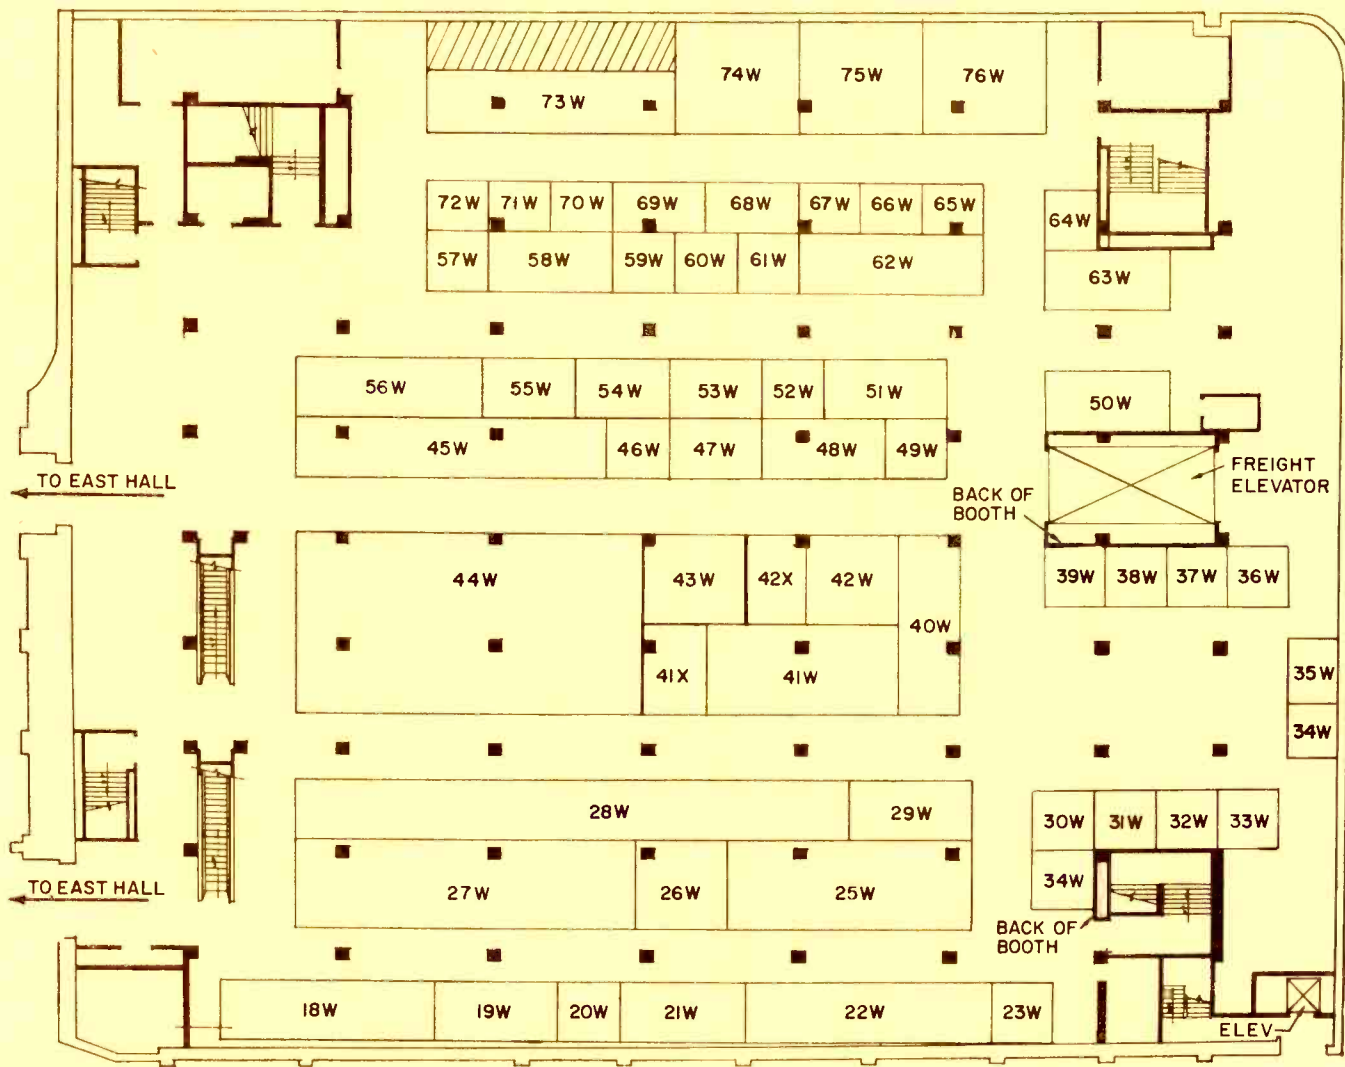 74W 75W 76W
73W
72W 71W 70W 69W 68W 67W 66W 65W
64W
57W 58W 59W 60W 61W 62W
63W
56W 55W 54W 53W 52W 51W
50W
45W 46W 47W 48W 49W
TO EAST HALL
FREIGHT
ELEVATOR
BACK OF
BOOTH
44W 43W 42X 42W
39W 38W 37W 36W
40W
41X 41W
35W
34W
28W 29W
30W 31W 32W 33W
TO EAST HALL
27W 26W 25W
34W
BACK OF
BOOTH
18W 19W 20W 21W 22W 23W
ELEV